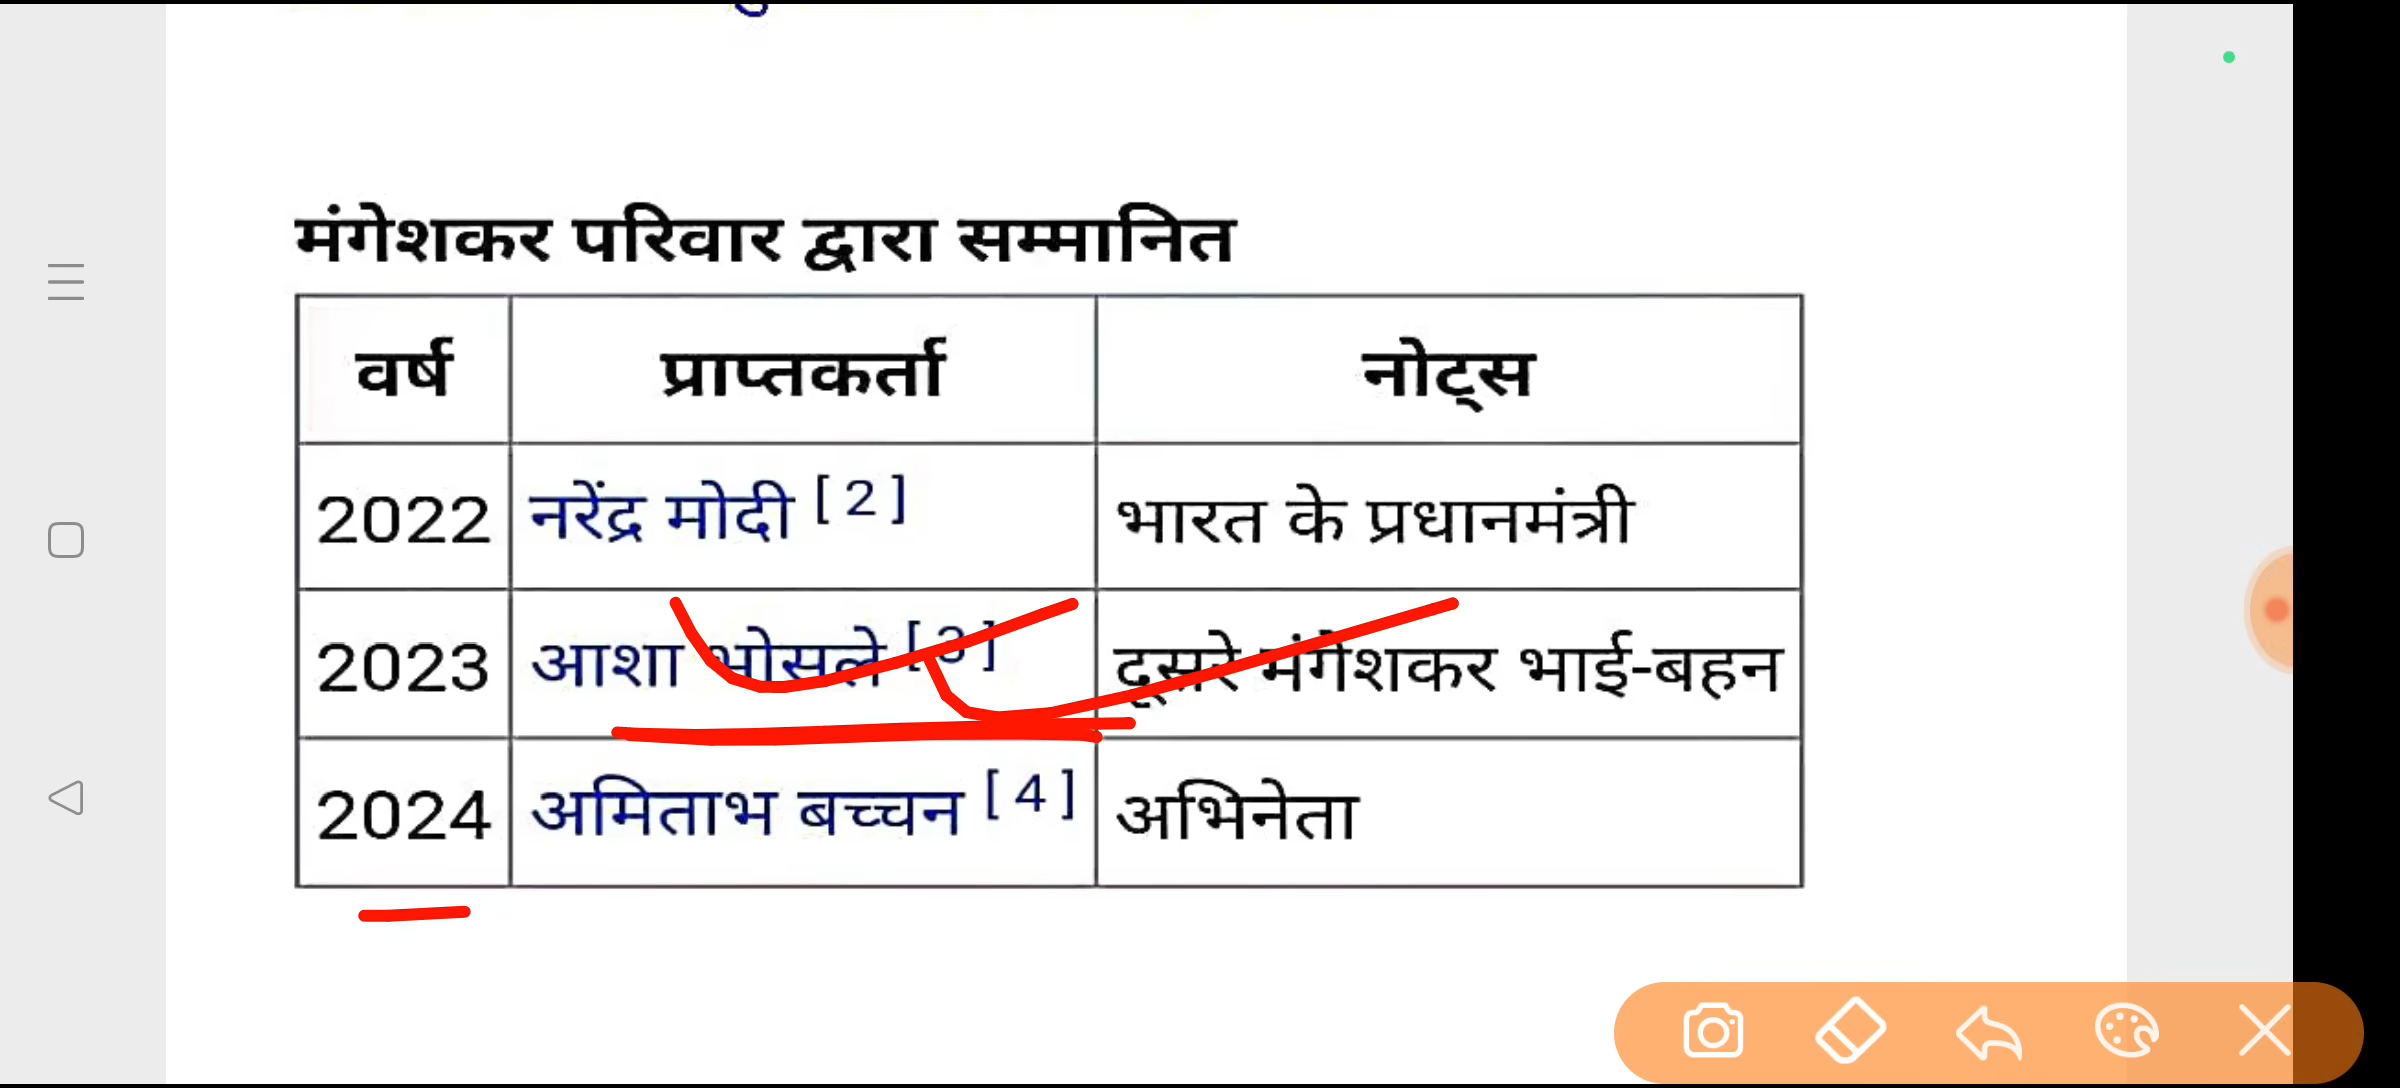 मंगेशकर परिवार द्वारा सम्मानित
वर्ष प्राप्तकर्ता नोट्स
2022 नरेंद्र मोदी [2] भारत के प्रधानमंत्री
2023 आशा भोसले [3] दूसरे मंगेशकर भाई-बहन
2024 अमिताभ बच्चन [4] अभिनेता